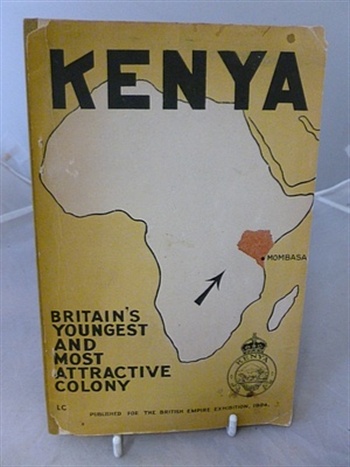 KENYA
MOMBASA
BRITAIN'S
YOUNGEST
AND
MOST
ATTRACTIVE
COLONY
KENYA
LC
PUBLISHED FOR THE BRITISH EMPIRE EXHIBITION, 1924.